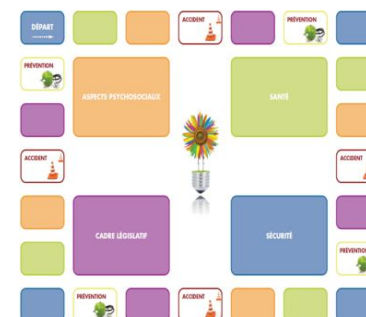 DÉPART
ACCIDENT
PRÉVENTION
PRÉVENTION
ASPECTS PSYCHOSOCIAUX
SANTÉ
ACCIDENT
ACCIDENT
CADRE LÉGISLATIF
SÉCURITÉ
PRÉVENTION
PRÉVENTION
ACCIDENT